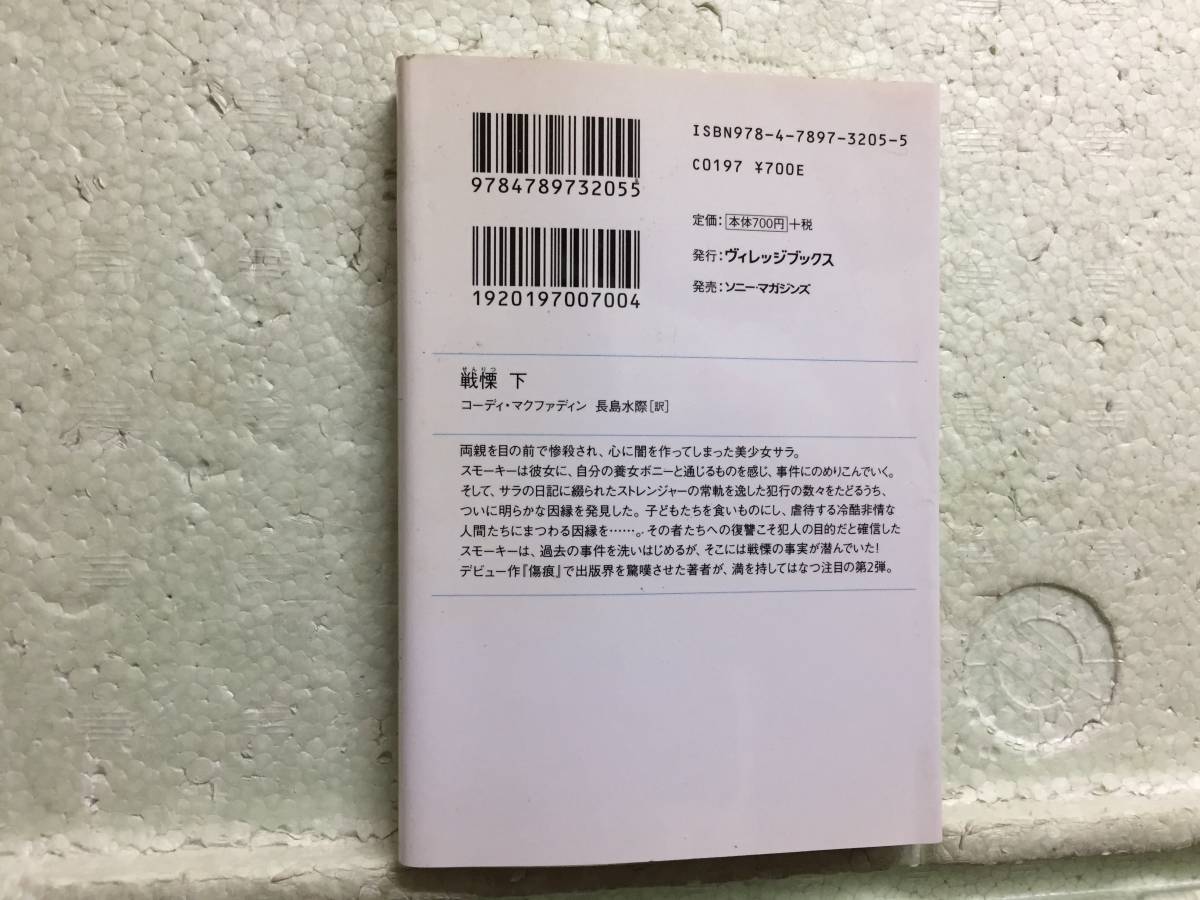 ISBN978-4-7897-3205-5
C0197 ¥700E
9784789732055
定価：本体700円+税
発行：ヴィレッジブックス
発売：ソニー・マガジンズ
1920197007004
せんりつ
戦慄 下
コーディ・マクファディン 長島水際［訳］
両親を目の前で惨殺され、心に闇を作ってしまった美少女サラ。
スモーキーは彼女に、自分の養女ボニーと通じるものを感じ、事件にのめりこんでいく。
そして、サラの日記に綴られたストレンジャーの常軌を逸した犯行の数々をたどるうち、
ついに明らかな因縁を発見した。子どもたちを食いものにし、虐待する冷酷非情な
人間たちにまつわる因縁を……。その者たちへの復讐こそ犯人の目的だと確信した
スモーキーは、過去の事件を洗いはじめるが、そこには戦慄の事実が潜んでいた！
デビュー作『傷痕』で出版界を驚嘆させた著者が、満を持してはなつ注目の第2弾。